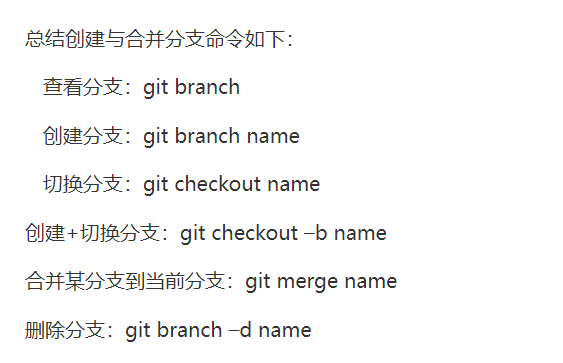 总结创建与合并分支命令如下：
查看分支：git branch
创建分支：git branch name
切换分支：git checkout name
创建+切换分支：git checkout –b name
合并某分支到当前分支：git merge name
删除分支：git branch –d name